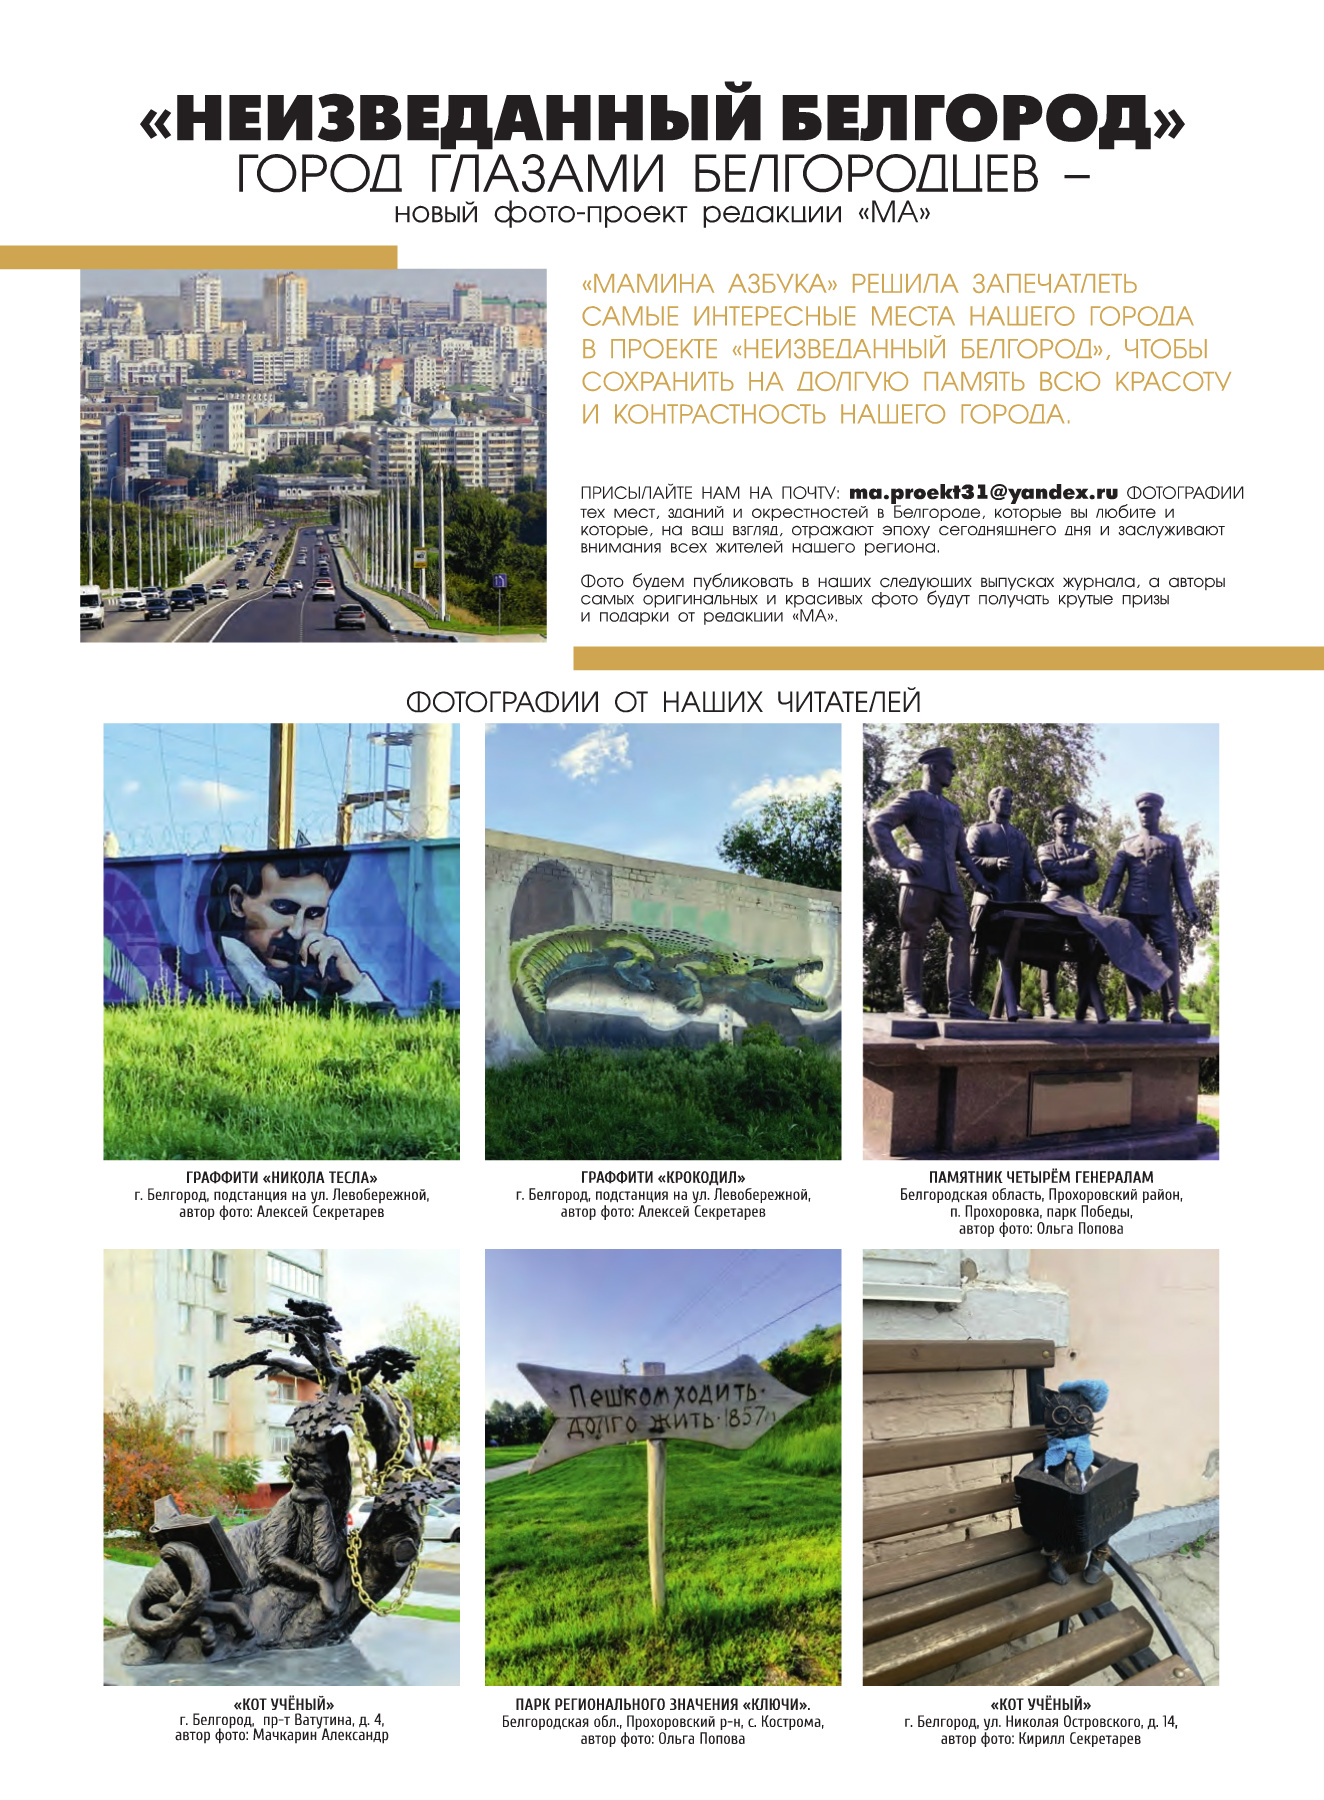 «НЕИЗВЕДАННЫЙ БЕЛГОРОД»
ГОРОД ГЛАЗАМИ БЕЛГОРОДЦЕВ –
новый фото-проект редакции «МА»
«МАМИНА АЗБУКА» РЕШИЛА ЗАПЕЧАТЛЕТЬ
САМЫЕ ИНТЕРЕСНЫЕ МЕСТА НАШЕГО ГОРОДА
В ПРОЕКТЕ «НЕИЗВЕДАННЫЙ БЕЛГОРОД», ЧТОБЫ
СОХРАНИТЬ НА ДОЛГУЮ ПАМЯТЬ ВСЮ КРАСОТУ
И КОНТРАСТНОСТЬ НАШЕГО ГОРОДА.
ПРИСЫЛАЙТЕ НАМ НА ПОЧТУ: ma.proekt31@yandex.ru ФОТОГРАФИИ
тех мест, зданий и окрестностей в Белгороде, которые вы любите и
которые, на ваш взгляд, отражают эпоху сегодняшнего дня и заслуживают
внимания всех жителей нашего региона.
Фото будем публиковать в наших следующих выпусках журнала, а авторы
самых оригинальных и красивых фото будут получать крутые призы
и подарки от редакции «МА».
ФОТОГРАФИИ ОТ НАШИХ ЧИТАТЕЛЕЙ
ГРАФФИТИ «НИКОЛА ТЕСЛА»
г. Белгород, подстанция на ул. Левобережной,
автор фото: Алексей Секретарев
ГРАФФИТИ «КРОКОДИЛ»
г. Белгород, подстанция на ул. Левобережной,
автор фото: Алексей Секретарев
ПАМЯТНИК ЧЕТЫРЁМ ГЕНЕРАЛАМ
Белгородская область, Прохоровский район,
п. Прохоровка, парк Победы,
автор фото: Ольга Попова
Пешком ходить·
долго жить·1857г
«КОТ УЧЁНЫЙ»
г. Белгород, пр-т Ватутина, д. 4,
автор фото: Мачкарин Александр
ПАРК РЕГИОНАЛЬНОГО ЗНАЧЕНИЯ «КЛЮЧИ».
Белгородская обл., Прохоровский р-н, с. Кострома,
автор фото: Ольга Попова
«КОТ УЧЁНЫЙ»
г. Белгород, ул. Николая Островского, д. 14,
автор фото: Кирилл Секретарев